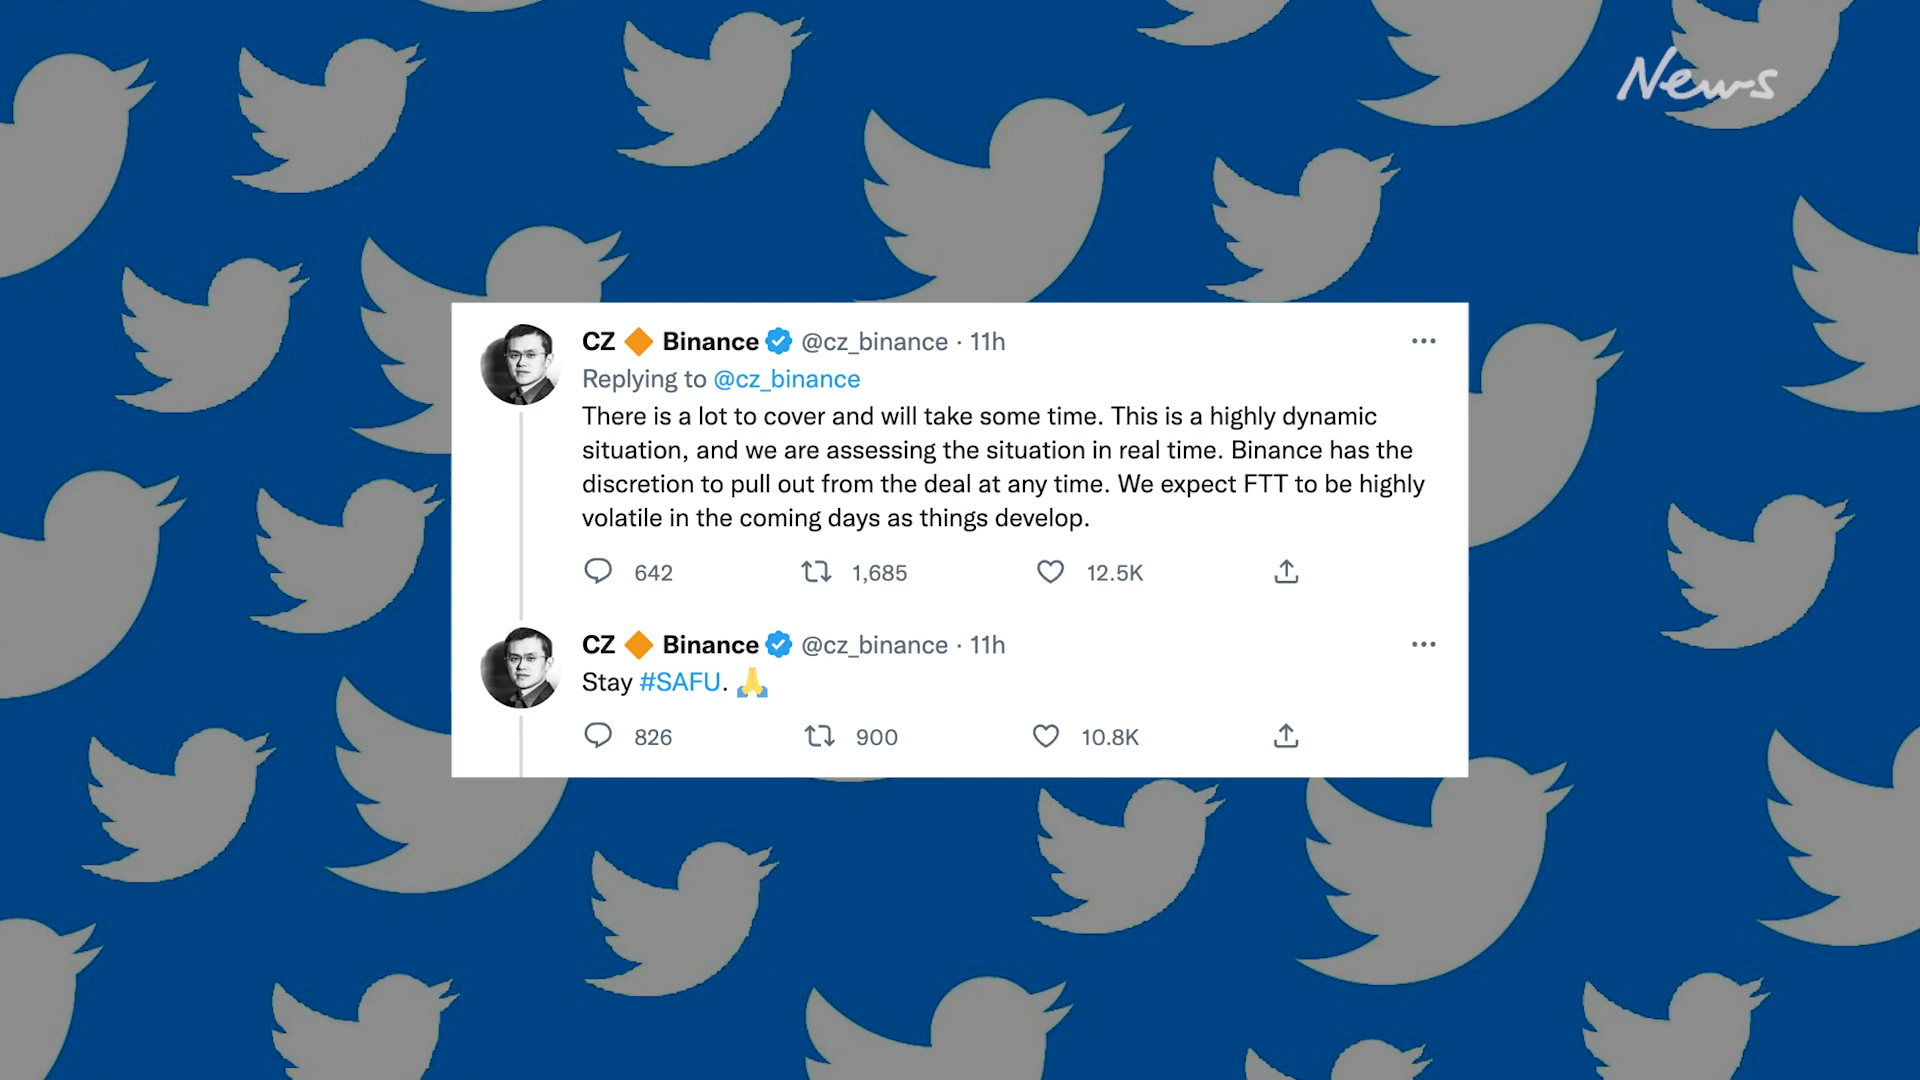 News
CZ 🔶 Binance @cz_binance · 11h
Replying to @cz_binance
There is a lot to cover and will take some time. This is a highly dynamic
situation, and we are assessing the situation in real time. Binance has the
discretion to pull out from the deal at any time. We expect FTT to be highly
volatile in the coming days as things develop.
642 1,685 12.5K
CZ 🔶 Binance @cz_binance · 11h
Stay #SAFU. 🙏
826 900 10.8K